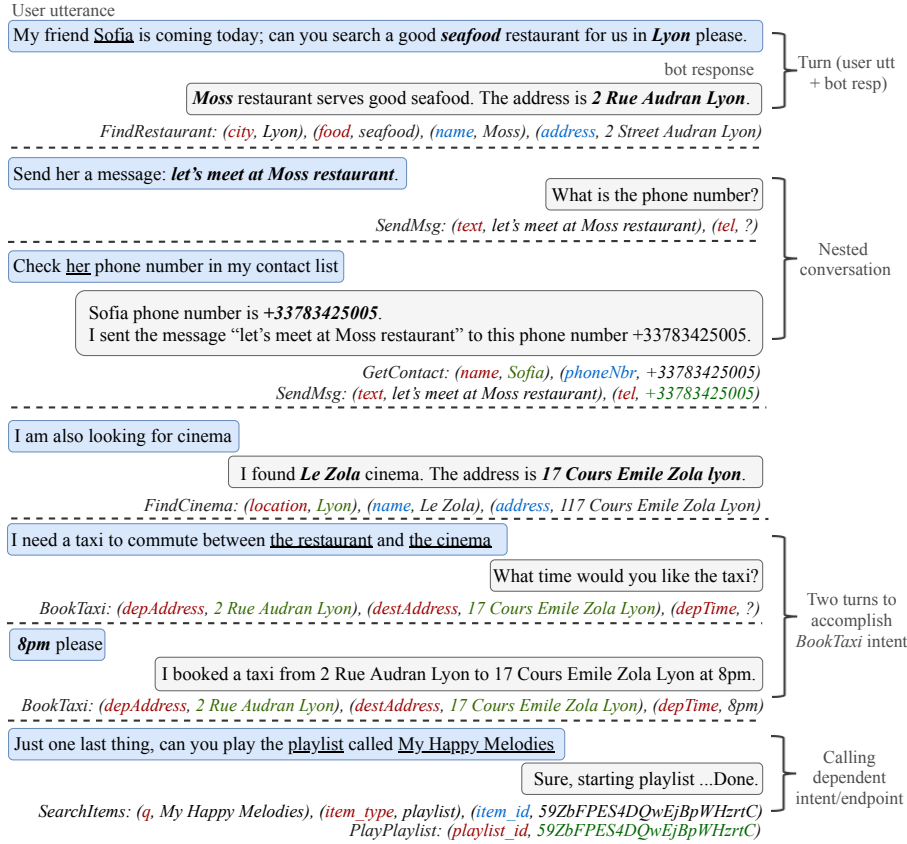 User utterance
My friend Sofia is coming today; can you search a good seafood restaurant for us in Lyon please.
Turn (user utt
+ bot resp)
bot response
Moss restaurant serves good seafood. The address is 2 Rue Audran Lyon.
FindRestaurant: (city, Lyon), (food, seafood), (name, Moss), (address, 2 Street Audran Lyon)
Send her a message: let's meet at Moss restaurant.
What is the phone number?
SendMsg: (text, let's meet at Moss restaurant), (tel, ?)
Nested
conversation
Check her phone number in my contact list
Sofia phone number is +33783425005.
I sent the message “let's meet at Moss restaurant” to this phone number +33783425005.
GetContact: (name, Sofia), (phoneNbr, +33783425005)
SendMsg: (text, let's meet at Moss restaurant), (tel, +33783425005)
I am also looking for cinema
I found Le Zola cinema. The address is 17 Cours Emile Zola lyon.
FindCinema: (location, Lyon), (name, Le Zola), (address, 117 Cours Emile Zola Lyon)
I need a taxi to commute between the restaurant and the cinema
What time would you like the taxi?
BookTaxi: (depAddress, 2 Rue Audran Lyon), (destAddress, 17 Cours Emile Zola Lyon), (depTime, ?)
Two turns to
accomplish
BookTaxi intent
8pm please
I booked a taxi from 2 Rue Audran Lyon to 17 Cours Emile Zola Lyon at 8pm.
BookTaxi: (depAddress, 2 Rue Audran Lyon), (destAddress, 17 Cours Emile Zola Lyon), (depTime, 8pm)
Just one last thing, can you play the playlist called My Happy Melodies
Sure, starting playlist ...Done.
Calling
dependent
intent/endpoint
SearchItems: (q, My Happy Melodies), (item_type, playlist), (item_id, 59ZbFPES4DQwEjBpWHzrtC)
PlayPlaylist: (playlist_id, 59ZbFPES4DQwEjBpWHzrtC)